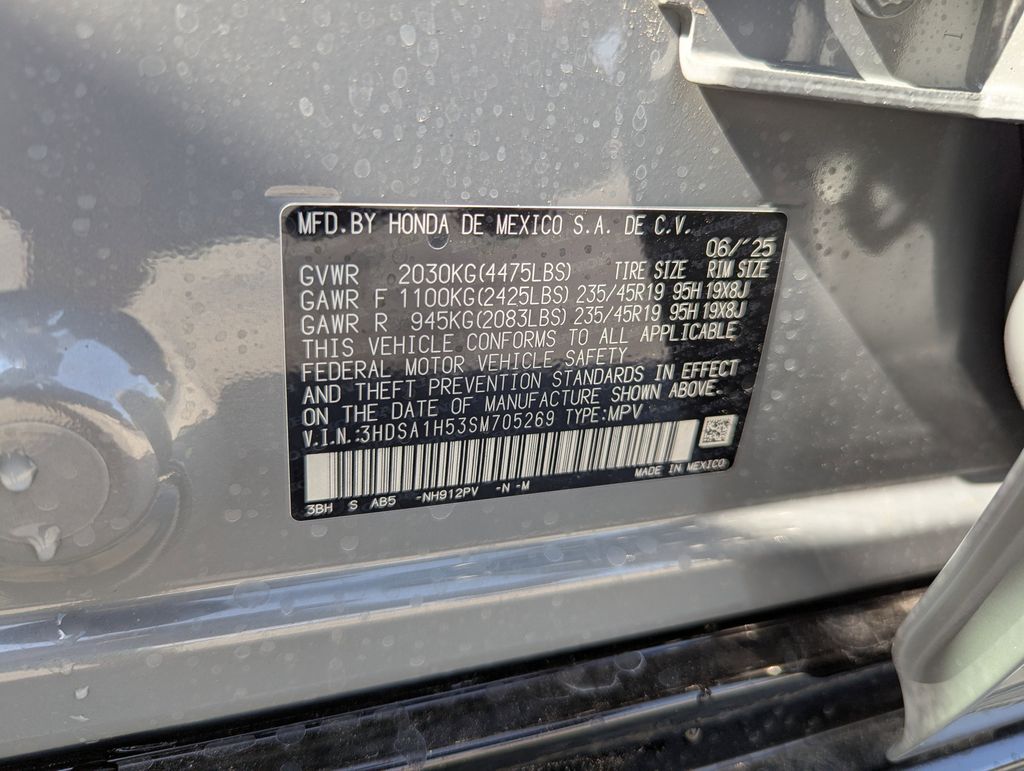 MFD.BY HONDA DE MEXICO S.A. DE C.V.
06/'25
GVWR 2030KG(4475LBS) TIRE SIZE RIM SIZE
GAWR F 1100KG(2425LBS) 235/45R19 95H 19X8J
GAWR R 945KG(2083LBS) 235/45R19 95H 19X8J
THIS VEHICLE CONFORMS TO ALL APPLICABLE
FEDERAL MOTOR VEHICLE SAFETY
AND THEFT PREVENTION STANDARDS IN EFFECT
ON THE DATE OF MANUFACTURE SHOWN ABOVE.
V.I.N.:3HDSA1H53SM705269 TYPE:MPV
MADE IN MEXICO
3BH S AB5 -NH912PV -N -M